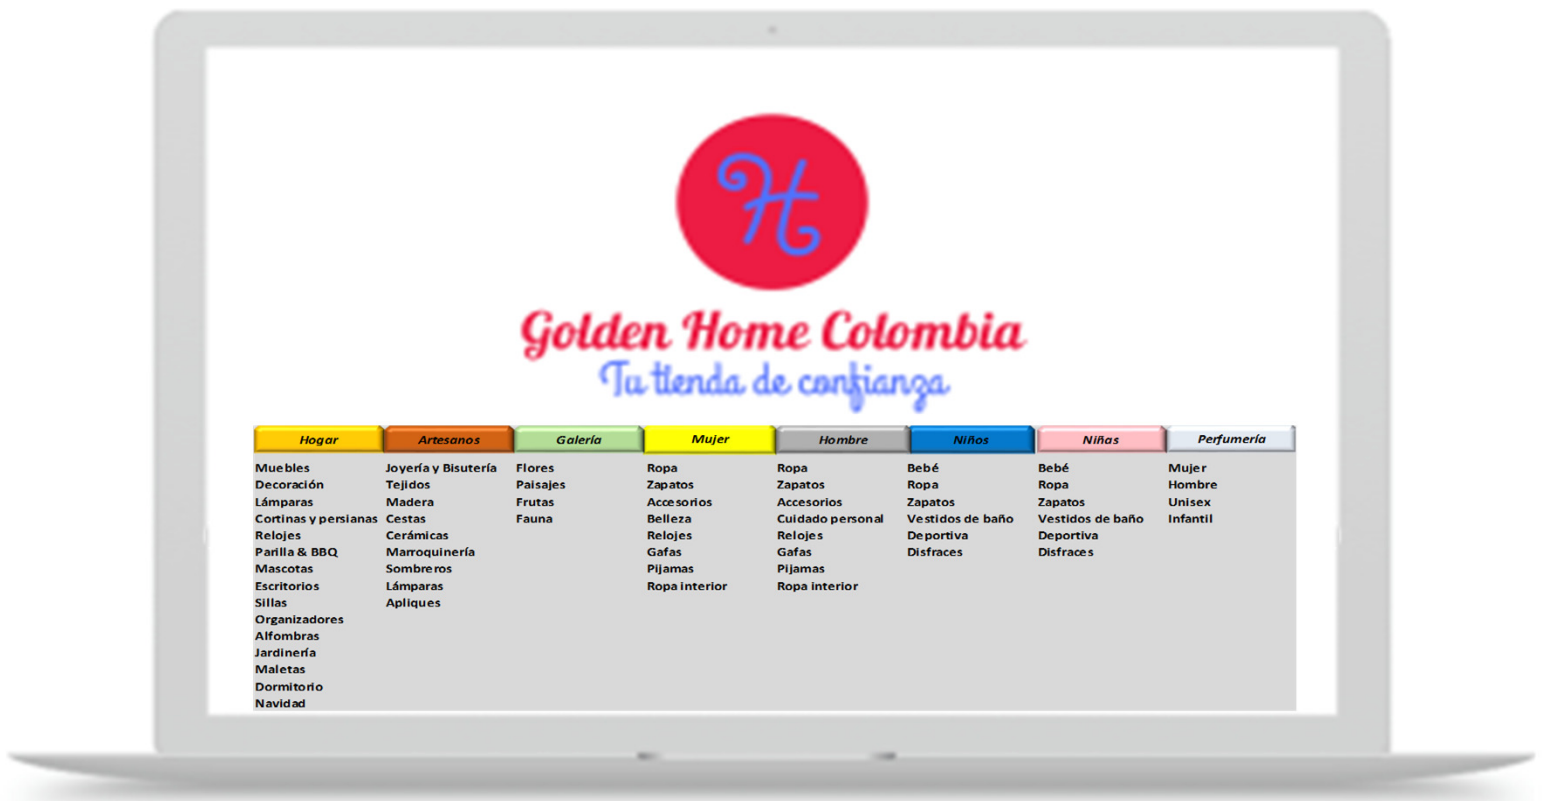 H
Golden Home Colombia
Tu tienda de confianza
Hogar Artesanos Galería Mujer Hombre Niños Niñas Perfumería
Muebles Joyería y Bisutería Flores Ropa Ropa Bebé Bebé Mujer
Decoración Tejidos Paisajes Zapatos Zapatos Ropa Ropa Hombre
Lámparas Madera Frutas Accesorios Accesorios Zapatos Zapatos Unisex
Cortinas y persianas Cestas Fauna Belleza Cuidado personal Vestidos de baño Vestidos de baño Infantil
Relojes Cerámicas Relojes Relojes Deportiva Deportiva
Parilla & BBQ Marroquinería Gafas Gafas Disfraces Disfraces
Mascotas Sombreros Pijamas Pijamas
Escritorios Lámparas Ropa interior Ropa interior
Sillas Apliques
Organizadores
Alfombras
Jardinería
Maletas
Dormitorio
Navidad